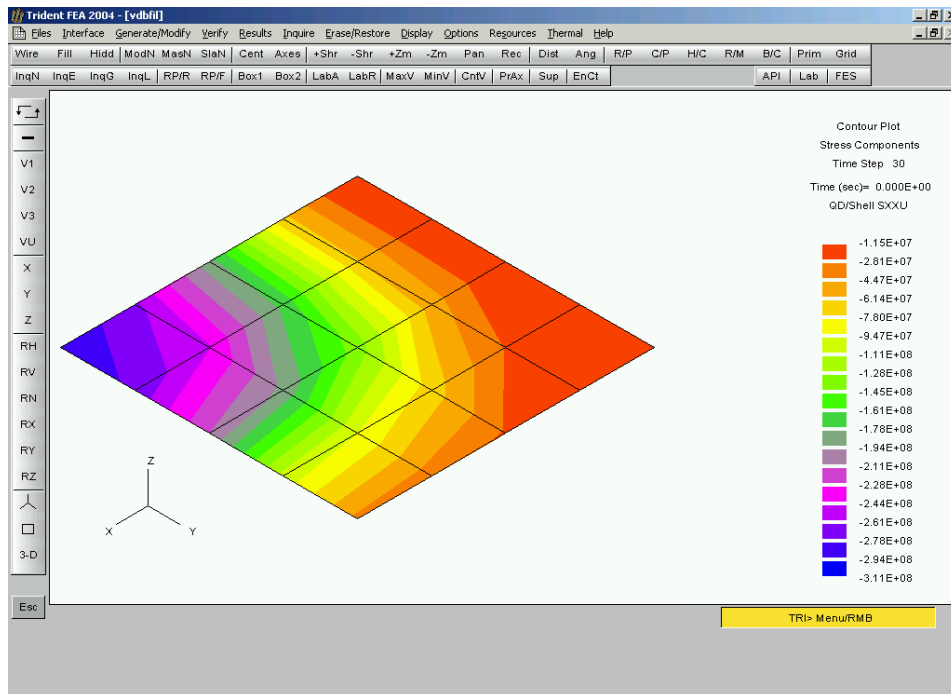 Trident FEA 2004 - [vdbfil]
Files Interface Generate/Modify Verify Results Inquire Erase/Restore Display Options Resources Thermal Help
Wire Fill Hidd ModN MasN SlaN Cent Axes +Shr -Shr +Zm -Zm Pan Rec Dist Ang R/P C/P H/C R/M B/C Prim Grid
InqN InqE InqG InqL RP/R RP/F Box1 Box2 LabA LabR MaxV MinV CntV PrAx Sup EnCt API Lab FES
V1
V2
V3
VU
X
Y
Z
RH
RV
RN
RX
RY
RZ
3-D
Esc
Z
X Y
Contour Plot
Stress Components
Time Step 30
Time (sec)= 0.000E+00
QD/Shell SXXU
-1.15E+07
-2.81E+07
-4.47E+07
-6.14E+07
-7.80E+07
-9.47E+07
-1.11E+08
-1.28E+08
-1.45E+08
-1.61E+08
-1.78E+08
-1.94E+08
-2.11E+08
-2.28E+08
-2.44E+08
-2.61E+08
-2.78E+08
-2.94E+08
-3.11E+08
TRI> Menu/RMB